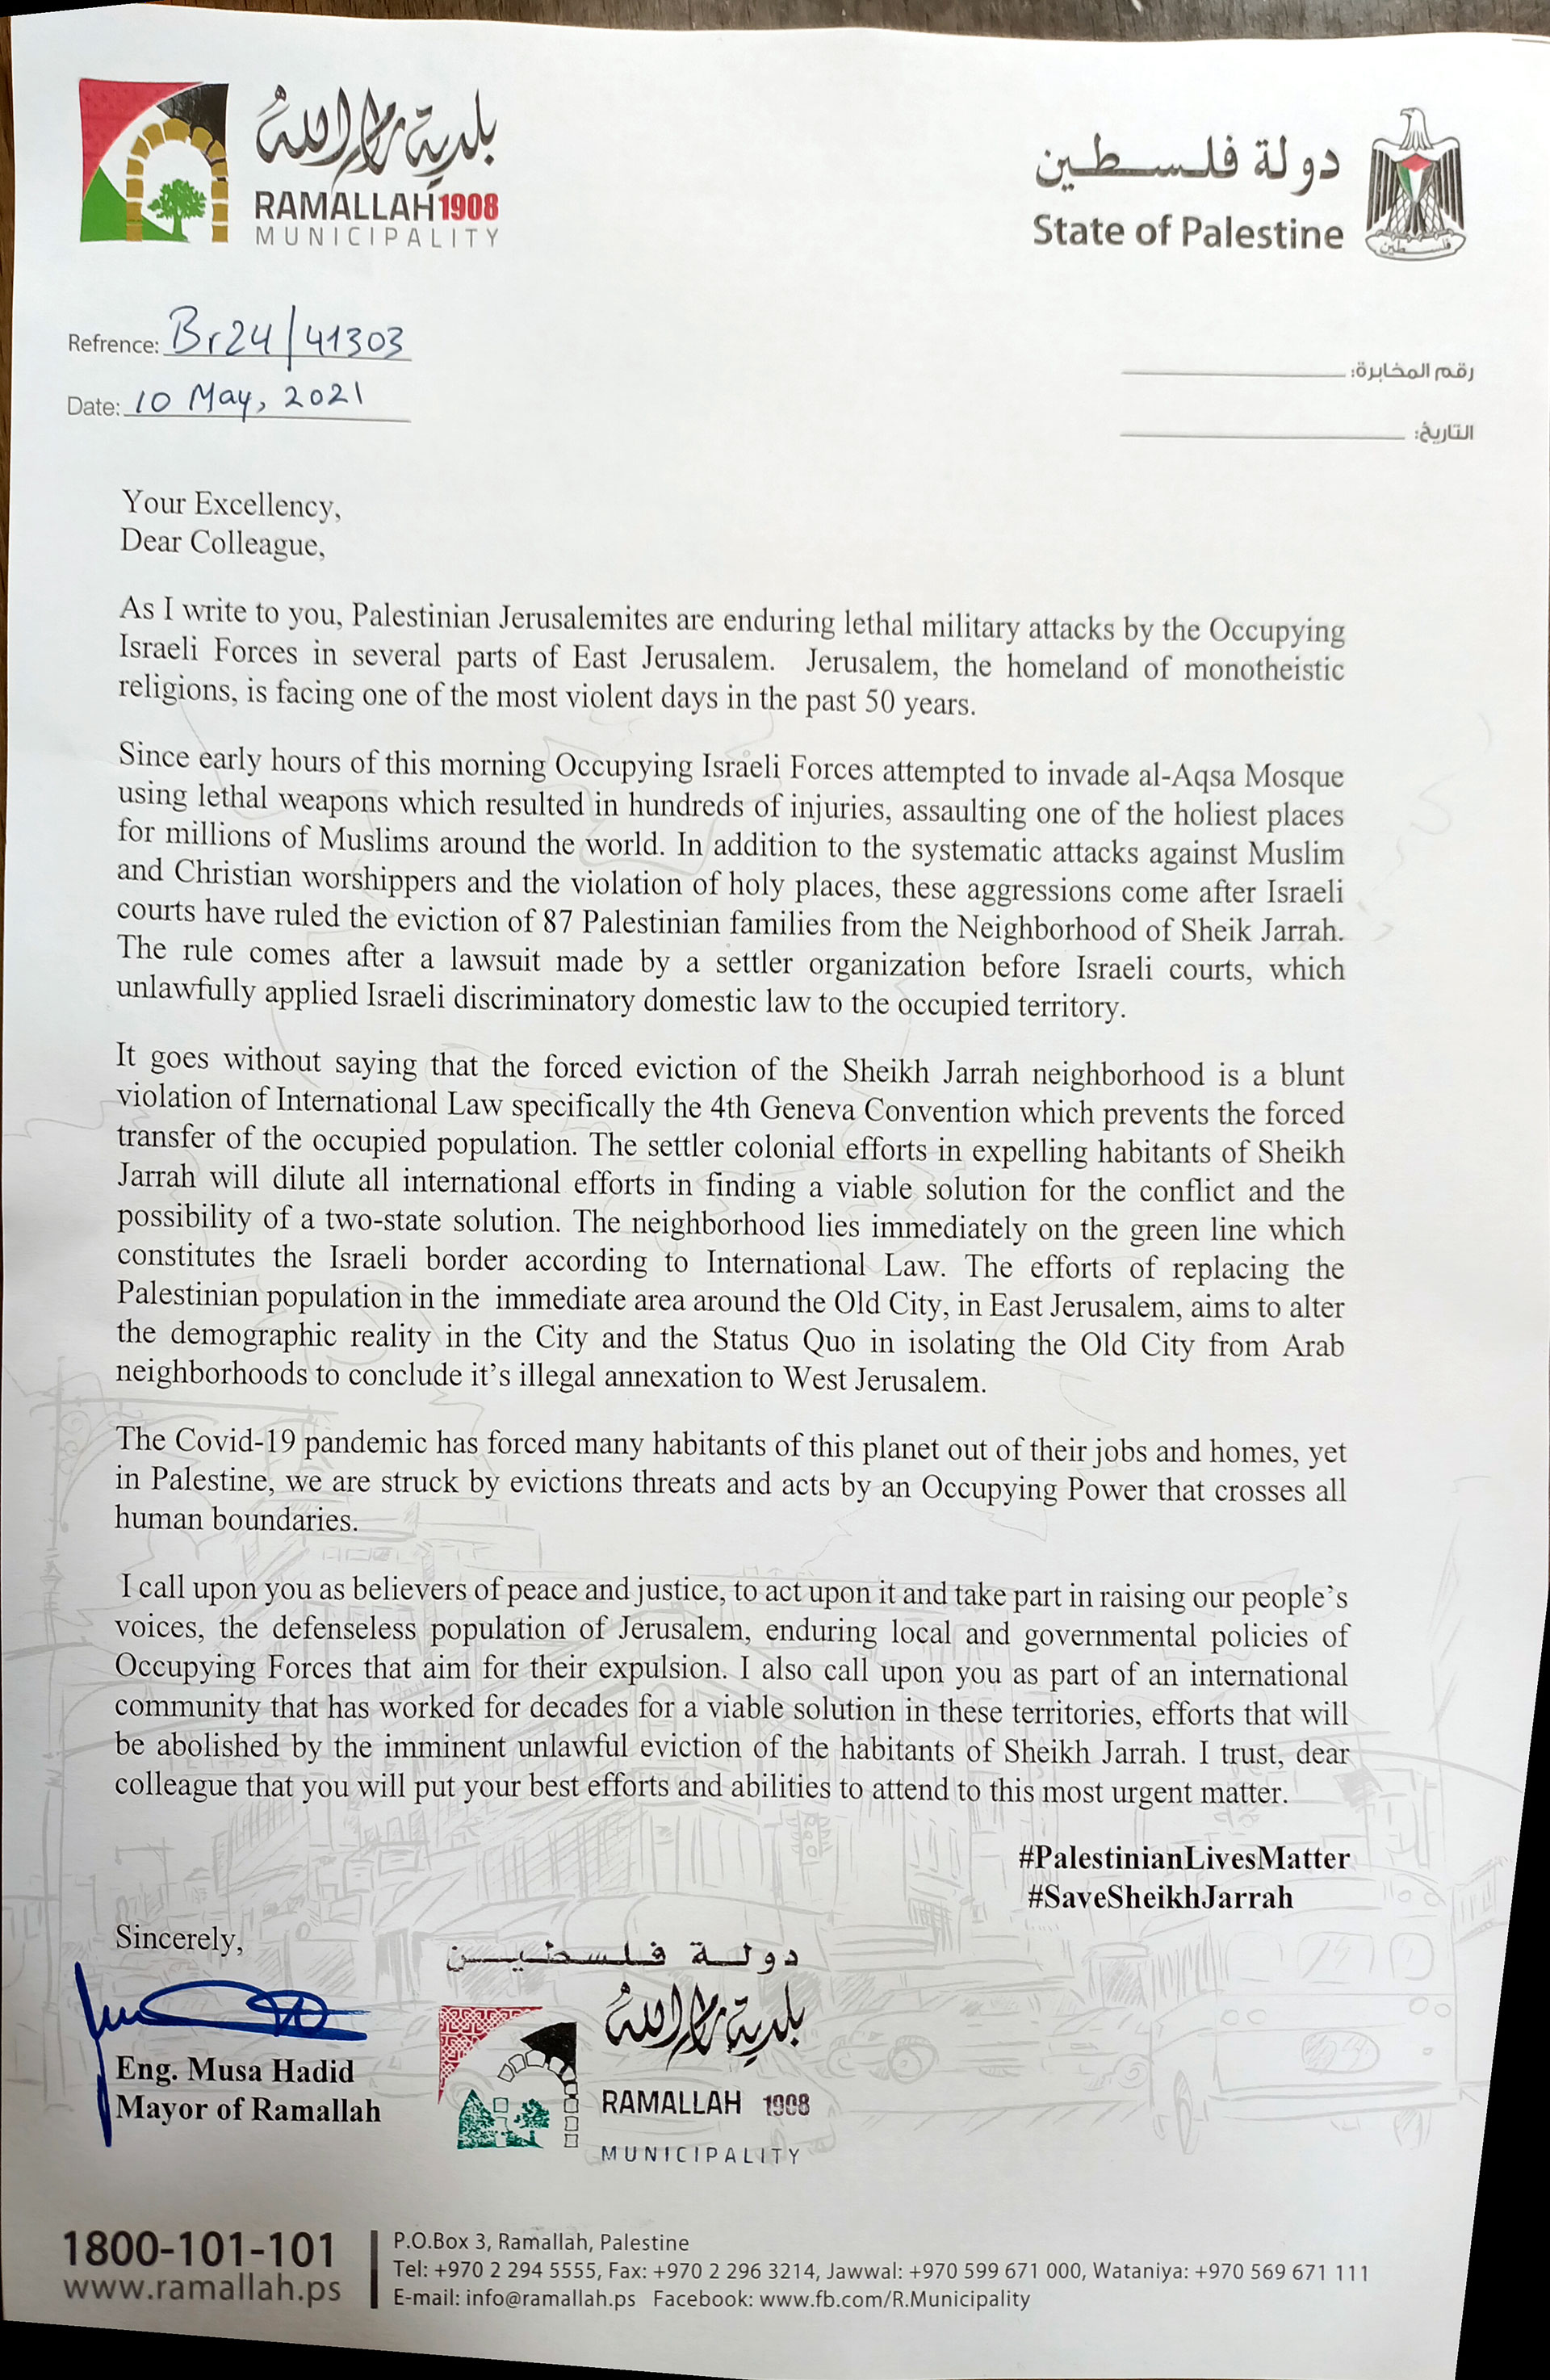 بلدية رام الله
RAMALLAH 1908
MUNICIPALITY
دولة فلسطين
State of Palestine
فلسطين
Refrence: Br24/41303
Date: 10 May, 2021
رقم المخابرة:
التاريخ:
Your Excellency,
Dear Colleague,
As I write to you, Palestinian Jerusalemites are enduring lethal military attacks by the Occupying
Israeli Forces in several parts of East Jerusalem. Jerusalem, the homeland of monotheistic
religions, is facing one of the most violent days in the past 50 years.
Since early hours of this morning Occupying Israeli Forces attempted to invade al-Aqsa Mosque
using lethal weapons which resulted in hundreds of injuries, assaulting one of the holiest places
for millions of Muslims around the world. In addition to the systematic attacks against Muslim
and Christian worshippers and the violation of holy places, these aggressions come after Israeli
courts have ruled the eviction of 87 Palestinian families from the Neighborhood of Sheik Jarrah.
The rule comes after a lawsuit made by a settler organization before Israeli courts, which
unlawfully applied Israeli discriminatory domestic law to the occupied territory.
It goes without saying that the forced eviction of the Sheikh Jarrah neighborhood is a blunt
violation of International Law specifically the 4th Geneva Convention which prevents the forced
transfer of the occupied population. The settler colonial efforts in expelling habitants of Sheikh
Jarrah will dilute all international efforts in finding a viable solution for the conflict and the
possibility of a two-state solution. The neighborhood lies immediately on the green line which
constitutes the Israeli border according to International Law. The efforts of replacing the
Palestinian population in the immediate area around the Old City, in East Jerusalem, aims to alter
the demographic reality in the City and the Status Quo in isolating the Old City from Arab
neighborhoods to conclude it's illegal annexation to West Jerusalem.
The Covid-19 pandemic has forced many habitants of this planet out of their jobs and homes, yet
in Palestine, we are struck by evictions threats and acts by an Occupying Power that crosses all
human boundaries.
I call upon you as believers of peace and justice, to act upon it and take part in raising our people's
voices, the defenseless population of Jerusalem, enduring local and governmental policies of
Occupying Forces that aim for their expulsion. I also call upon you as part of an international
community that has worked for decades for a viable solution in these territories, efforts that will
be abolished by the imminent unlawful eviction of the habitants of Sheikh Jarrah. I trust, dear
colleague that you will put your best efforts and abilities to attend to this most urgent matter.
#PalestinianLivesMatter
#SaveSheikhJarrah
Sincerely,
Eng. Musa Hadid
Mayor of Ramallah
دولة فلسطين
بلدية رام الله
RAMALLAH 1908
MUNICIPALITY
1800-101-101
www.ramallah.ps
P.O.Box 3, Ramallah, Palestine
Tel: +970 2 294 5555, Fax: +970 2 296 3214, Jawwal: +970 599 671 000, Wataniya: +970 569 671 111
E-mail: info@ramallah.ps Facebook: www.fb.com/R.Municipality